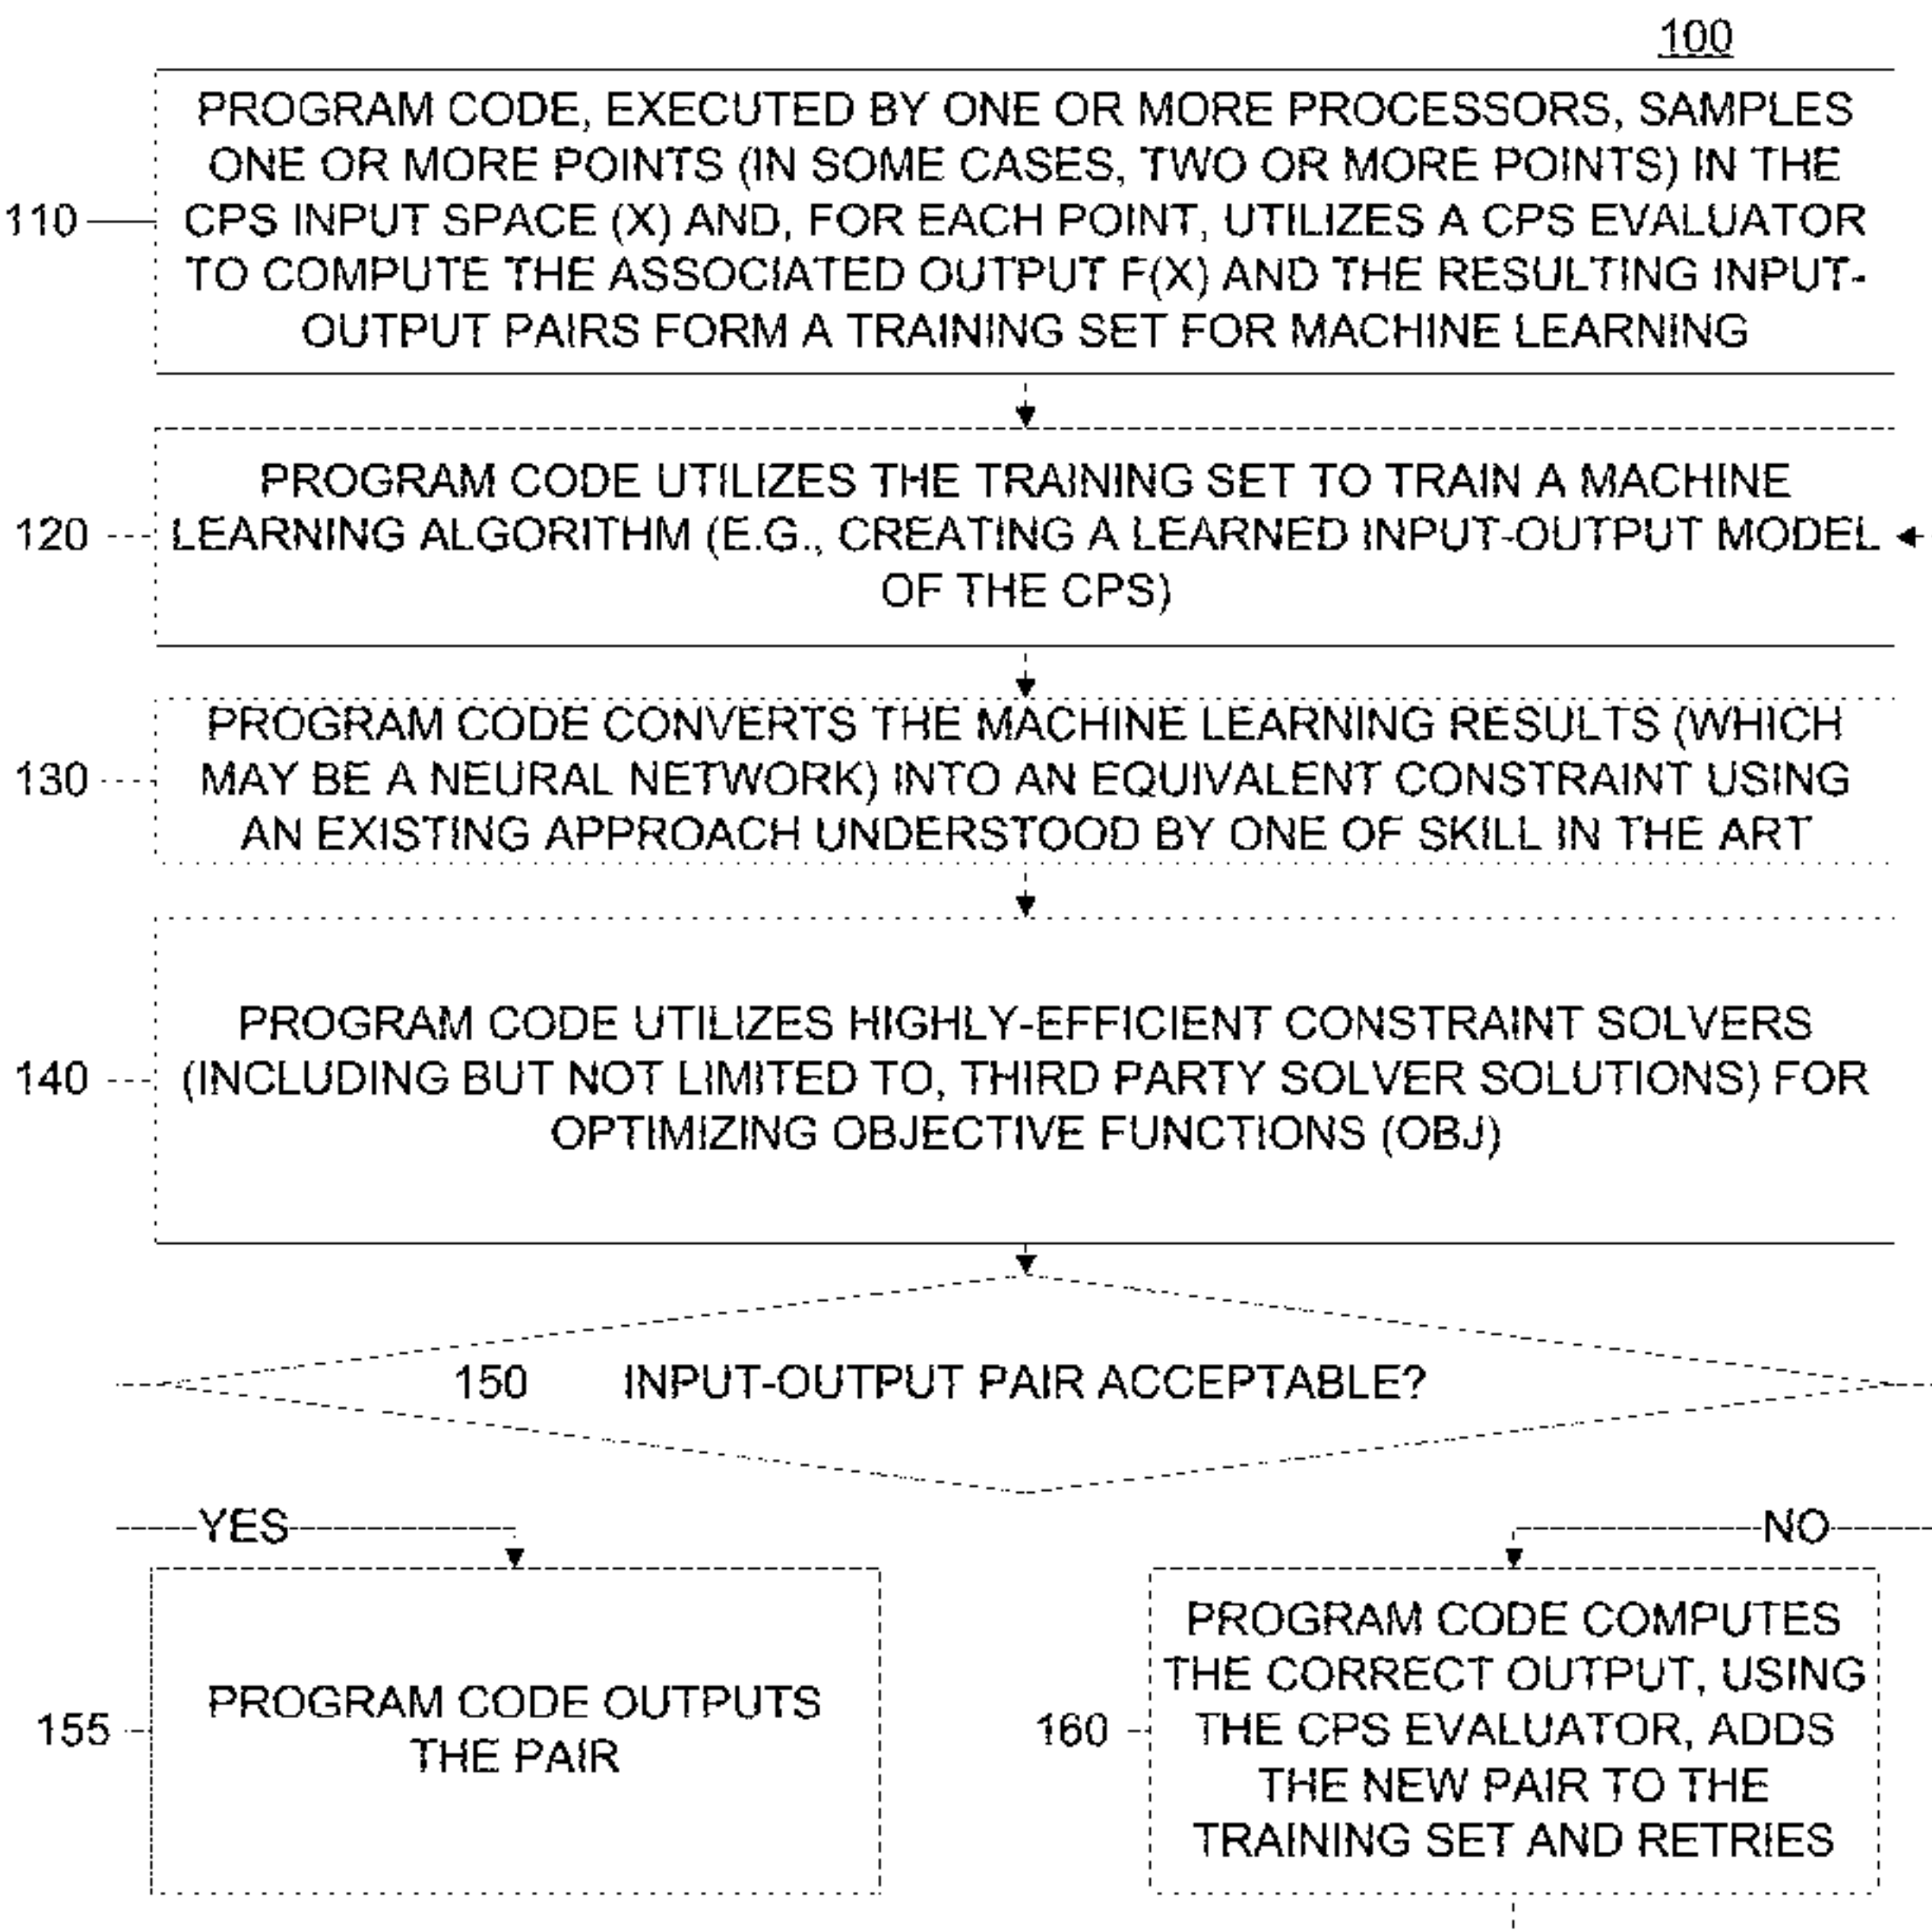 100
PROGRAM CODE, EXECUTED BY ONE OR MORE PROCESSORS, SAMPLES
ONE OR MORE POINTS (IN SOME CASES, TWO OR MORE POINTS) IN THE
110
CPS INPUT SPACE (X) AND, FOR EACH POINT, UTILIZES A CPS EVALUATOR
TO COMPUTE THE ASSOCIATED OUTPUT F(X) AND THE RESULTING INPUT-
OUTPUT PAIRS FORM A TRAINING SET FOR MACHINE LEARNING
PROGRAM CODE UTILIZES THE TRAINING SET TO TRAIN A MACHINE
120
LEARNING ALGORITHM (E.G., CREATING A LEARNED INPUT-OUTPUT MODEL
OF THE CPS)
PROGRAM CODE CONVERTS THE MACHINE LEARNING RESULTS (WHICH
130
MAY BE A NEURAL NETWORK) INTO AN EQUIVALENT CONSTRAINT USING
AN EXISTING APPROACH UNDERSTOOD BY ONE OF SKILL IN THE ART
PROGRAM CODE UTILIZES HIGHLY-EFFICIENT CONSTRAINT SOLVERS
140
(INCLUDING BUT NOT LIMITED TO, THIRD PARTY SOLVER SOLUTIONS) FOR
OPTIMIZING OBJECTIVE FUNCTIONS (OBJ)
150
INPUT-OUTPUT PAIR ACCEPTABLE?
YES
NO
155
PROGRAM CODE OUTPUTS
THE PAIR
160
PROGRAM CODE COMPUTES
THE CORRECT OUTPUT, USING
THE CPS EVALUATOR, ADDS
THE NEW PAIR TO THE
TRAINING SET AND RETRIES